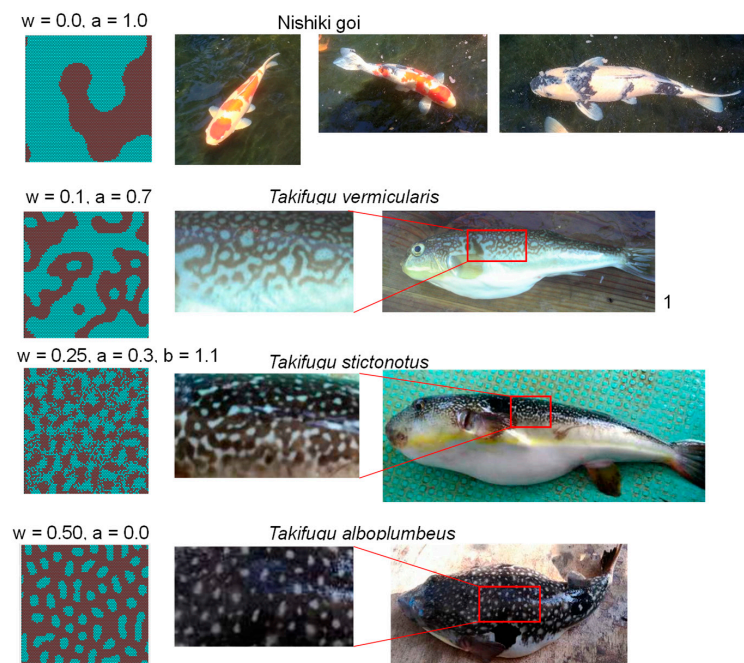 w = 0.0, a = 1.0
Nishiki goi
w = 0.1, a = 0.7
Takifugu vermicularis
1
w = 0.25, a = 0.3, b = 1.1
Takifugu stictonotus
w = 0.50, a = 0.0
Takifugu alboplumbeus